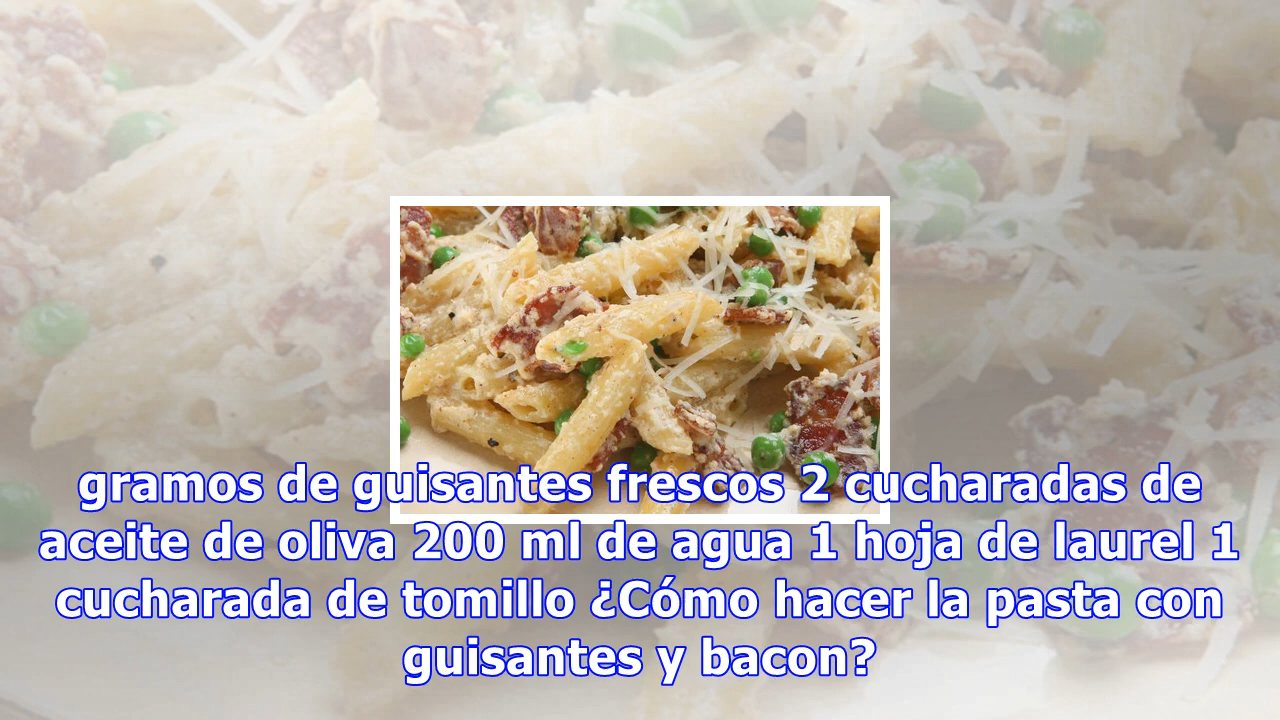 gramos de guisantes frescos 2 cucharadas de
aceite de oliva 200 ml de agua 1 hoja de laurel 1
cucharada de tomillo ¿Cómo hacer la pasta con
guisantes y bacon?